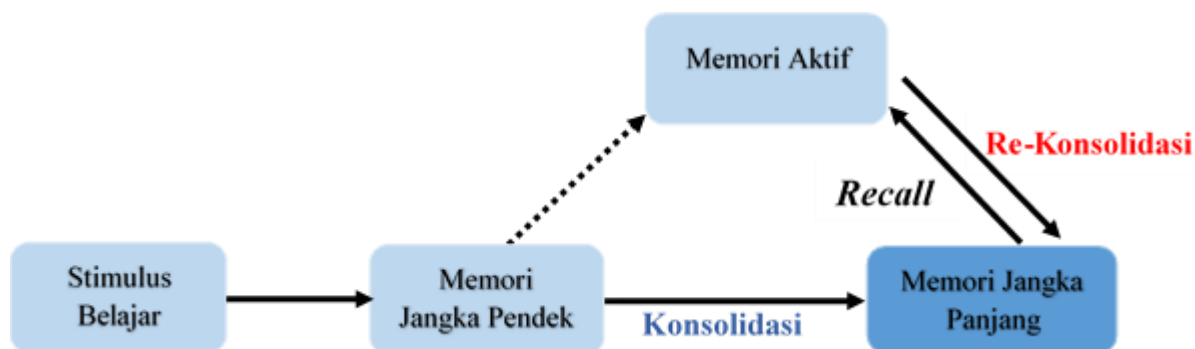 Memori Aktif
Re-Konsolidasi
Recall
Stimulus
Belajar
Memori
Jangka Pendek
Konsolidasi
Memori Jangka
Panjang